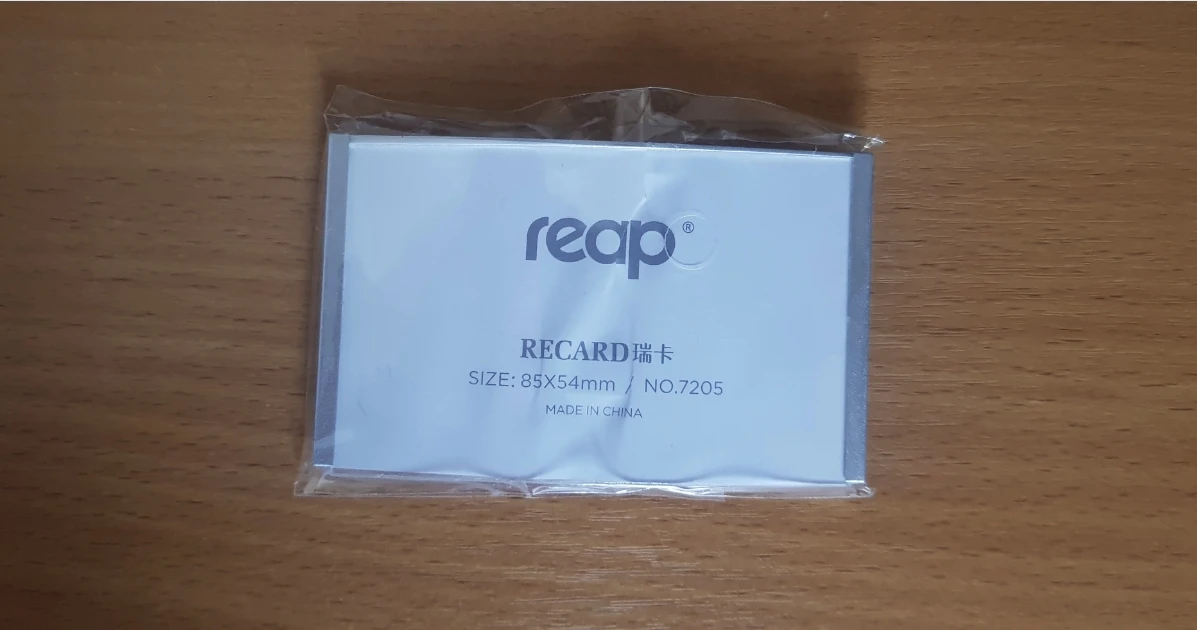 reap®
RECARD瑞卡
SIZE: 85X54mm / NO.7205
MADE IN CHINA